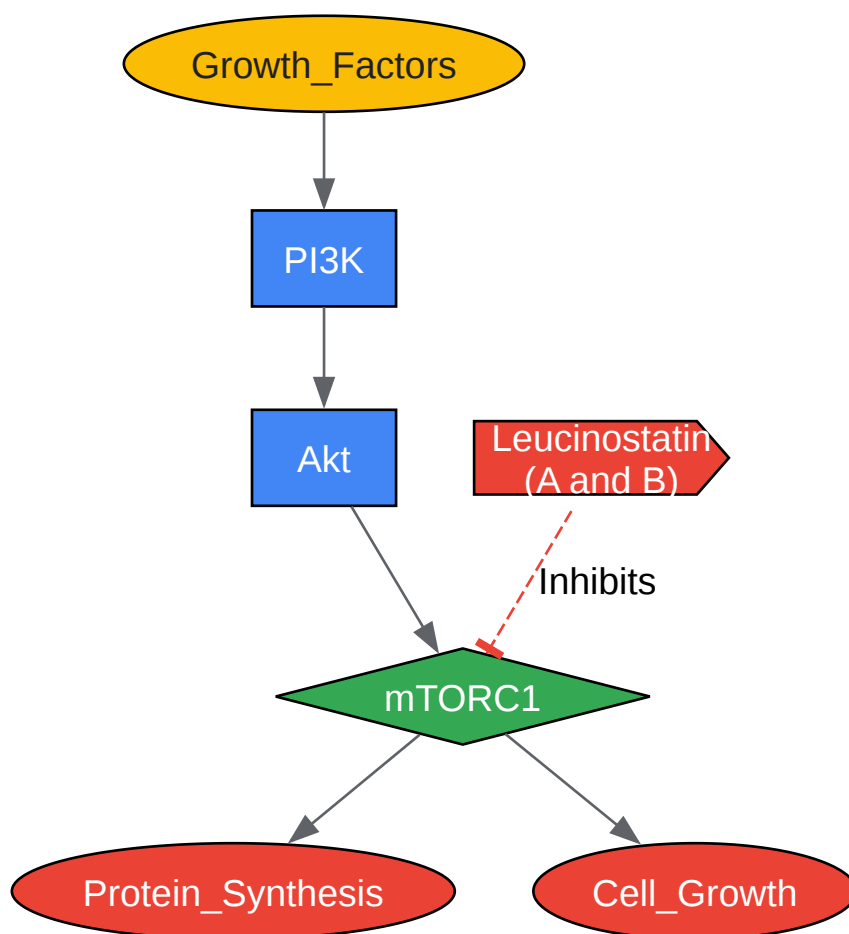 Growth_Factors
PI3K
Akt
Leucinostatin
(A and B)
Inhibits
mTORC1
Protein_Synthesis
Cell_Growth